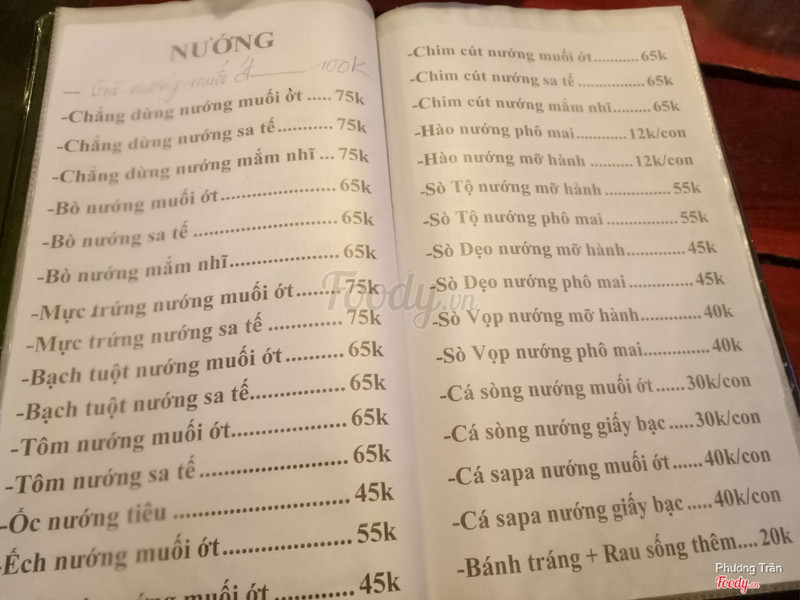 NƯỚNG
— Giá nướng muối ớt —— 100K
-Chẳng dừng nướng muối ởt ..... 75k
-Chẳng dừng nướng sa tế........... 75k
-Chẳng dừng nướng mắm nhĩ ... 75k
-Bò nướng muối ớt...................... 65k
-Bò nướng sa tế .......................... 65k
-Bò nướng mắm nhĩ.................... 65k
-Mực trứng nướng muối ớt........ 75k
-Mực trứng nướng sa tế ............. 75k
-Bạch tuột nướng muối ớt.......... 65k
-Bạch tuột nướng sa tế................ 65k
-Tôm nướng muối ớt.................... 65k
-Tôm nướng sa tế ......................... 65k
-Ốc nướng tiêu ............................ 45k
-Ếch nướng muối ớt..................... 55k
nướng muối ớt ............ 45k
-Chim cút nướng muối ớt........... 65k
-Chim cút nướng sa tế ................ 65k
-Chim cút nướng mắm nhĩ......... 65k
-Hào nướng phô mai........... 12k/con
-Hào nướng mỡ hành .......... 12k/con
-Sò Tộ nướng mỡ hành ............... 55k
-Sò Tộ nướng phô mai ................ 55k
-Sò Dẹo nướng mỡ hành.............. 45k
-Sò Dẹo nướng phô mai ............... 45k
-Sò Vọp nướng mỡ hành.............. 40k
-Sò Vọp nướng phô mai............... 40k
-Cá sòng nướng muối ớt...... 30k/con
-Cá sòng nướng giấy bạc ..... 30k/con
-Cá sapa nướng muối ớt...... 40k/con
-Cá sapa nướng giấy bạc ..... 40k/con
-Bánh tráng + Rau sống thêm.... 20k
Foody.vn
Phương Trần
Foody.vn